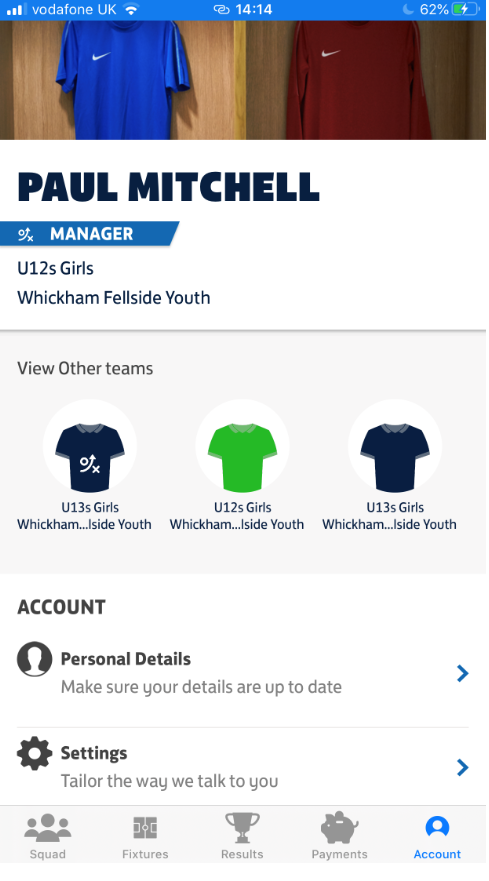 vodafone UK 14:14 62%
PAUL MITCHELL
MANAGER
U12s Girls
Whickham Fellside Youth
View Other teams
U13s Girls
Whickham...lside Youth
U12s Girls
Whickham...lside Youth
U13s Girls
Whickham...lside Youth
ACCOUNT
Personal Details
Make sure your details are up to date
Settings
Tailor the way we talk to you
Squad Fixtures Results Payments Account